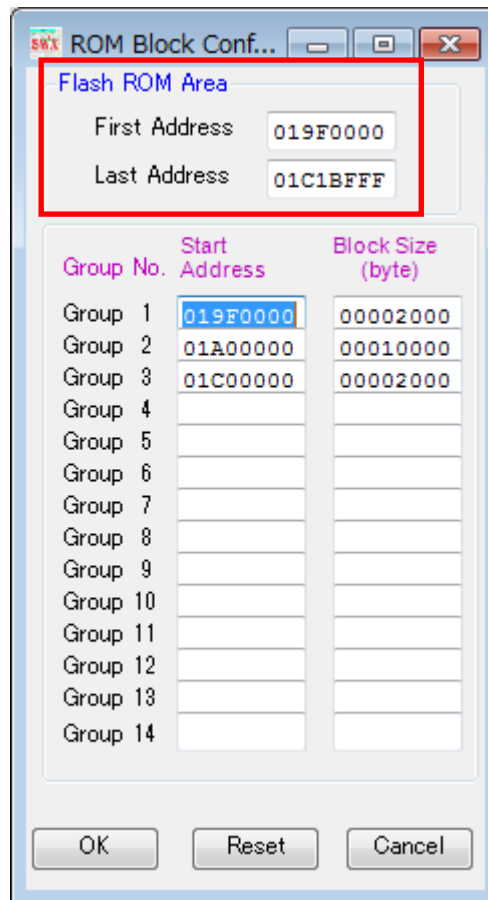 SWX ROM Block Conf...
Flash ROM Area
First Address 019F0000
Last Address 01C1BFFF
Group No. Start Address Block Size (byte)
Group 1 019F0000 00002000
Group 2 01A00000 00010000
Group 3 01C00000 00002000
Group 4
Group 5
Group 6
Group 7
Group 8
Group 9
Group 10
Group 11
Group 12
Group 13
Group 14
OK Reset Cancel